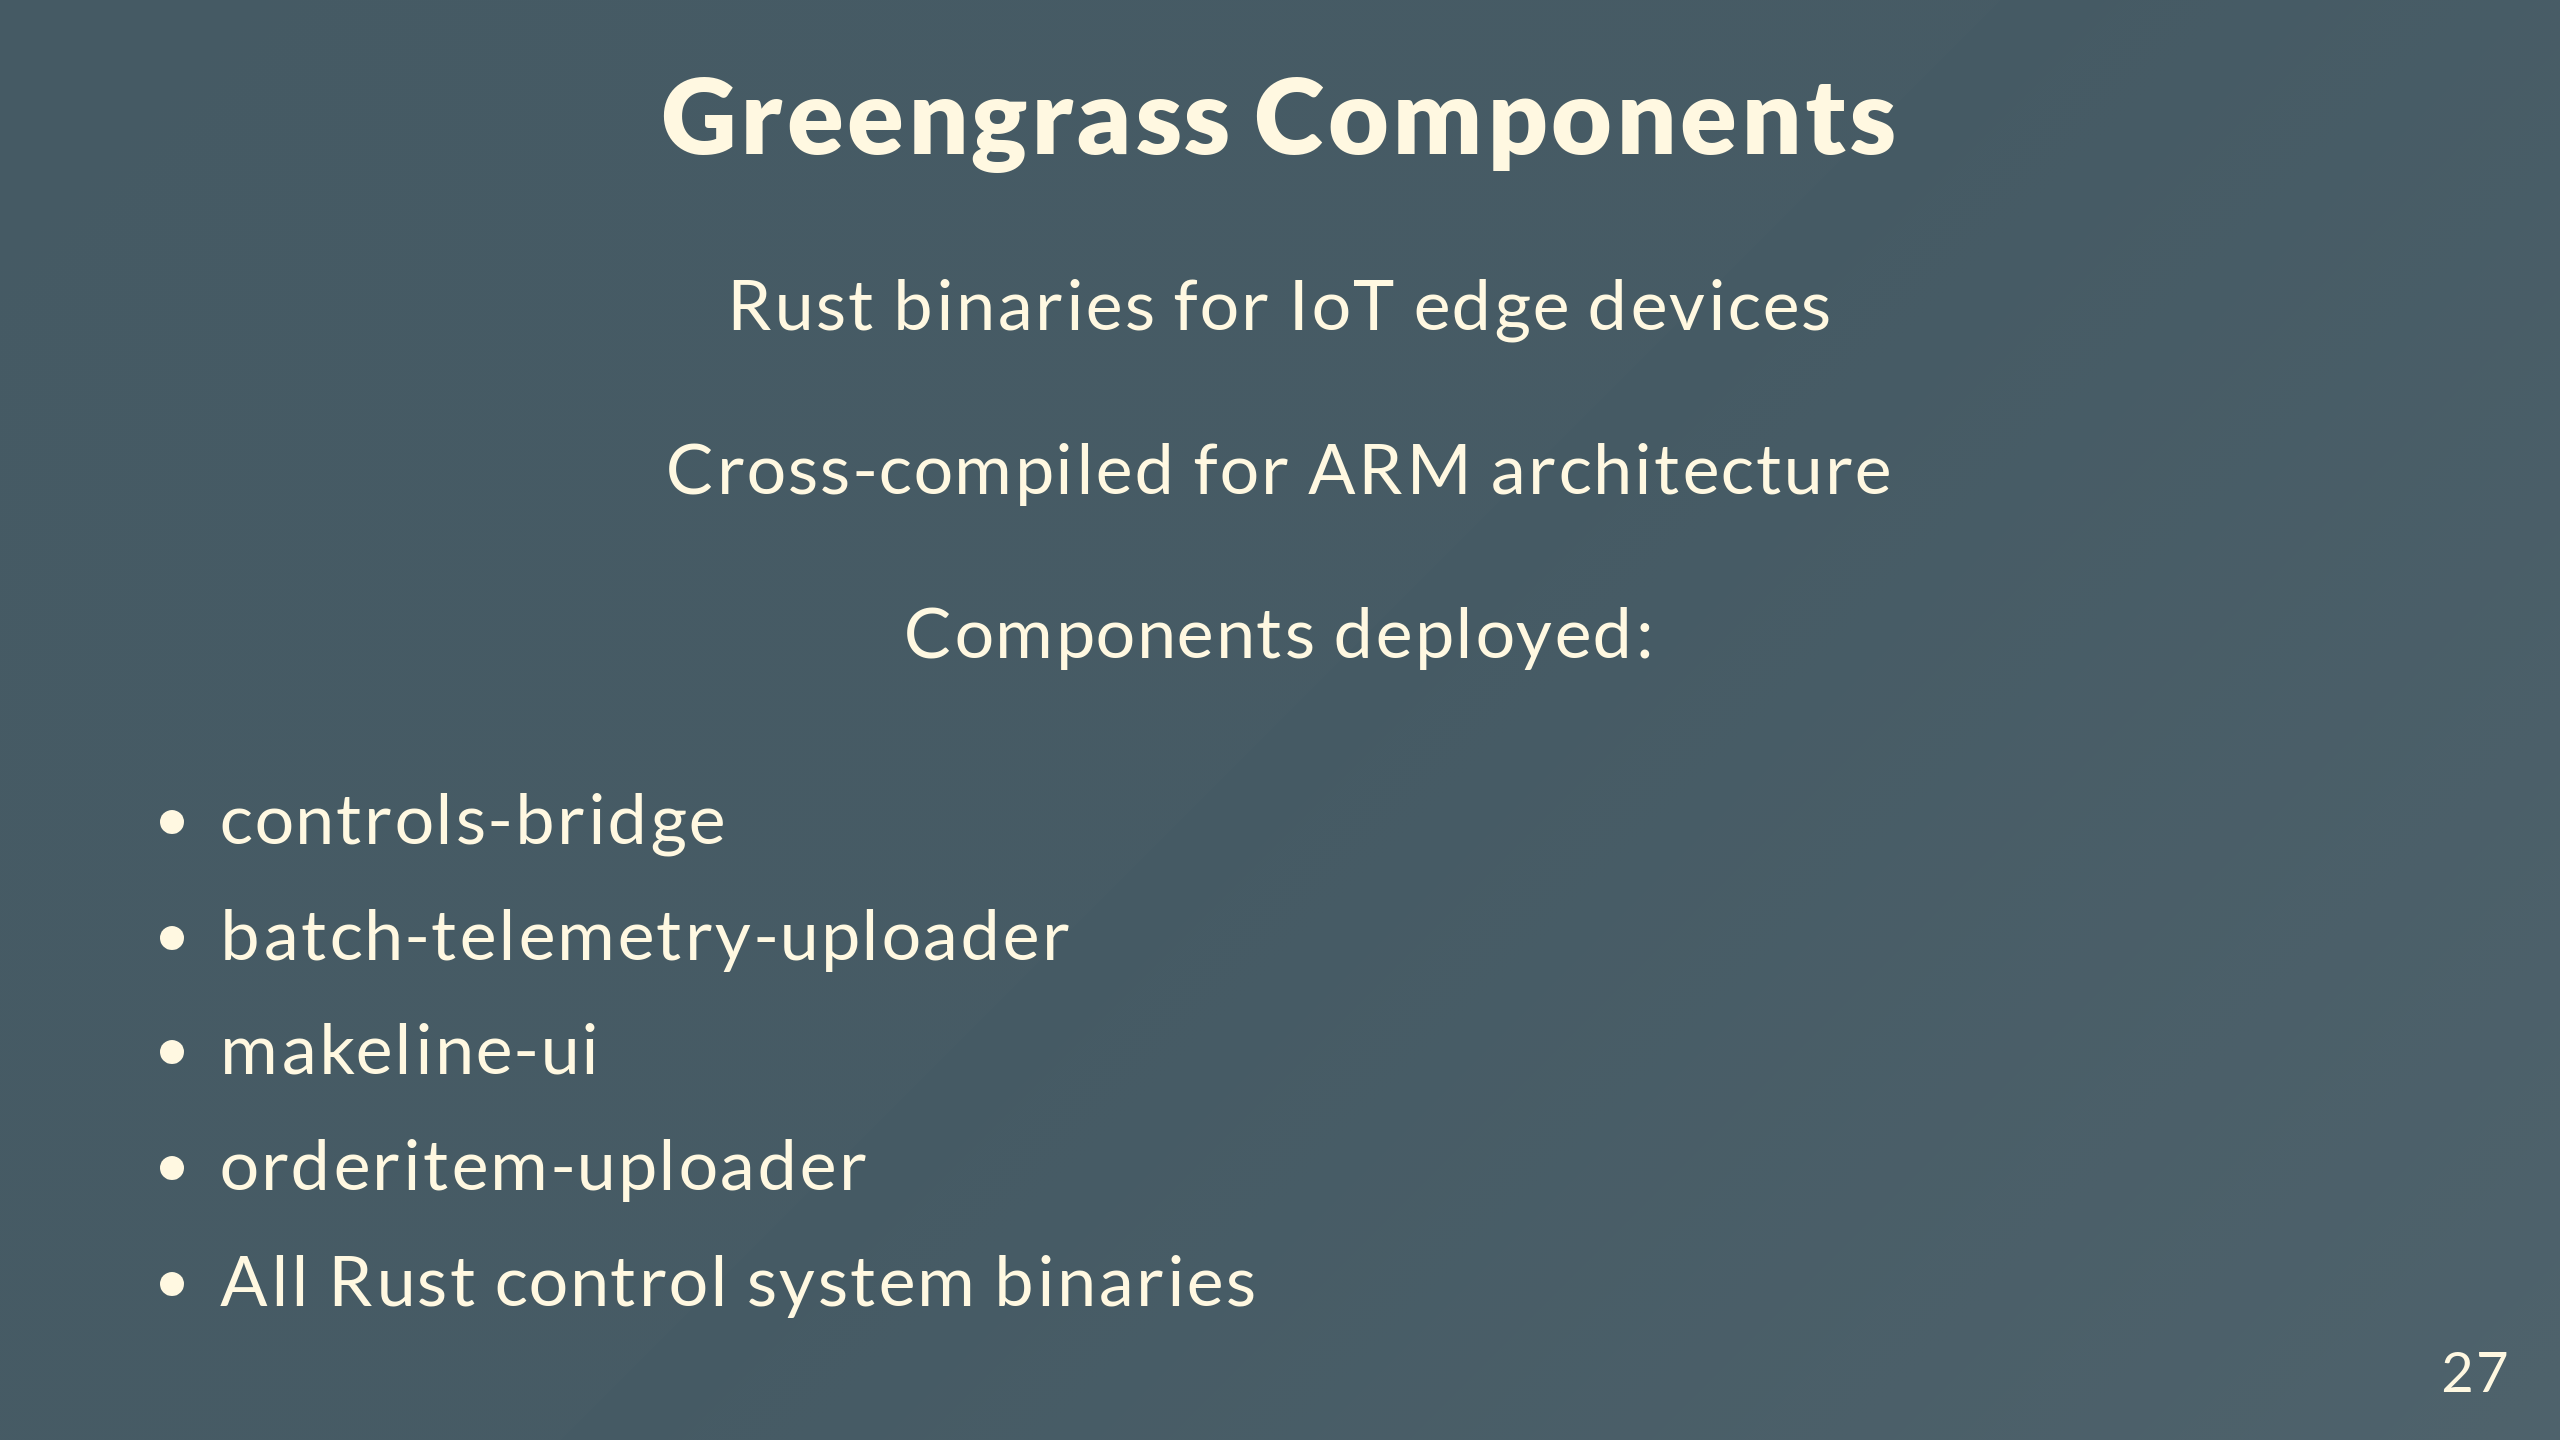 Greengrass Components
Rust binaries for IoT edge devices
Cross-compiled for ARM architecture
Components deployed:
• controls-bridge
• batch-telemetry-uploader
• makeline-ui
• orderitem-uploader
• All Rust control system binaries
27